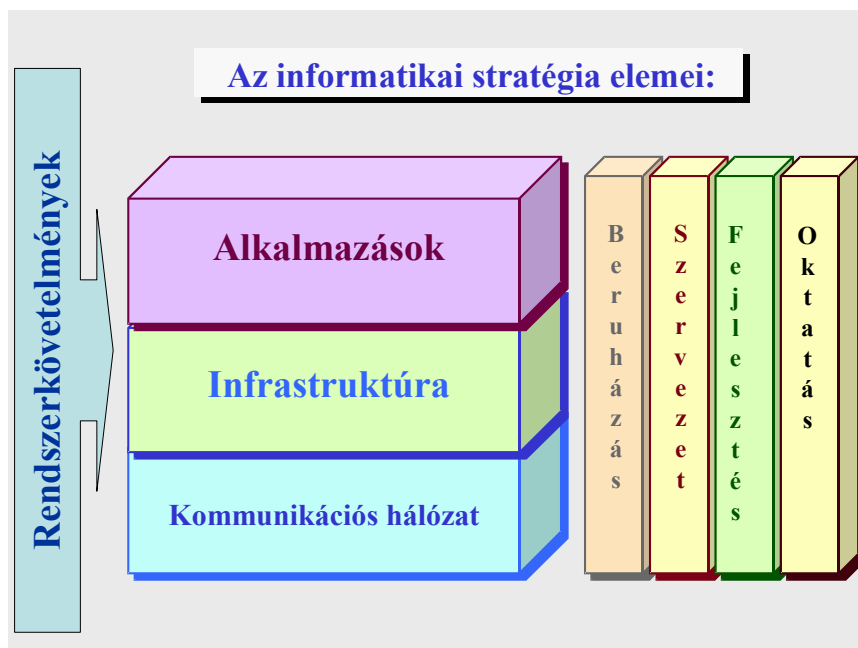 Az informatikai stratégia elemei:
Rendszerkövetelmények
Alkalmazások
Infrastruktúra
Kommunikációs hálózat
Beruházás
Szervezet
Fejlesztés
Oktatás